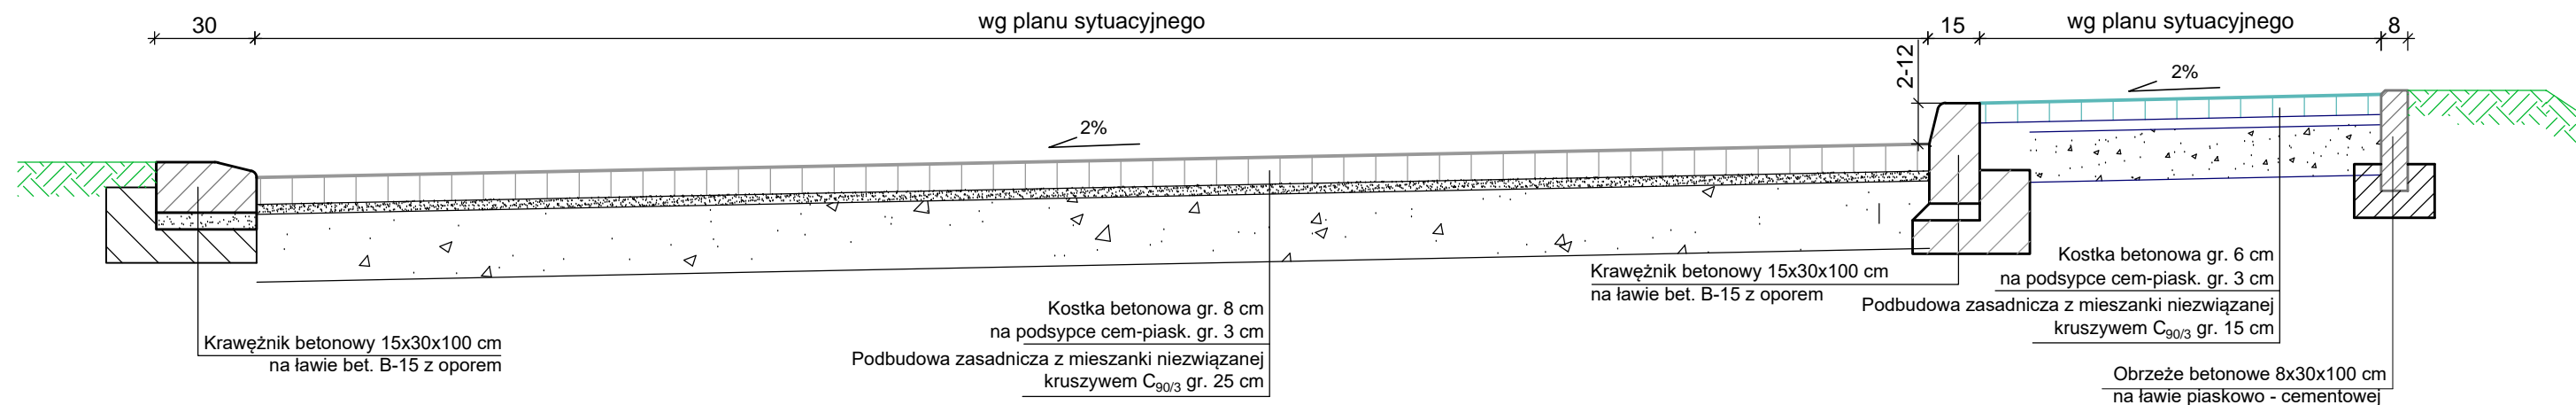 30
wg planu sytuacyjnego
15
wg planu sytuacyjnego
8
2-12
2%
2%
Krawężnik betonowy 15x30x100 cm
na ławie bet. B-15 z oporem
Kostka betonowa gr. 8 cm
na podsypce cem-piask. gr. 3 cm
Podbudowa zasadnicza z mieszanki niezwiązanej
kruszywem C90/3 gr. 25 cm
Krawężnik betonowy 15x30x100 cm
na ławie bet. B-15 z oporem
Kostka betonowa gr. 6 cm
na podsypce cem-piask. gr. 3 cm
Podbudowa zasadnicza z mieszanki niezwiązanej
kruszywem C90/3 gr. 15 cm
Obrzeże betonowe 8x30x100 cm
na ławie piaskowo - cementowej